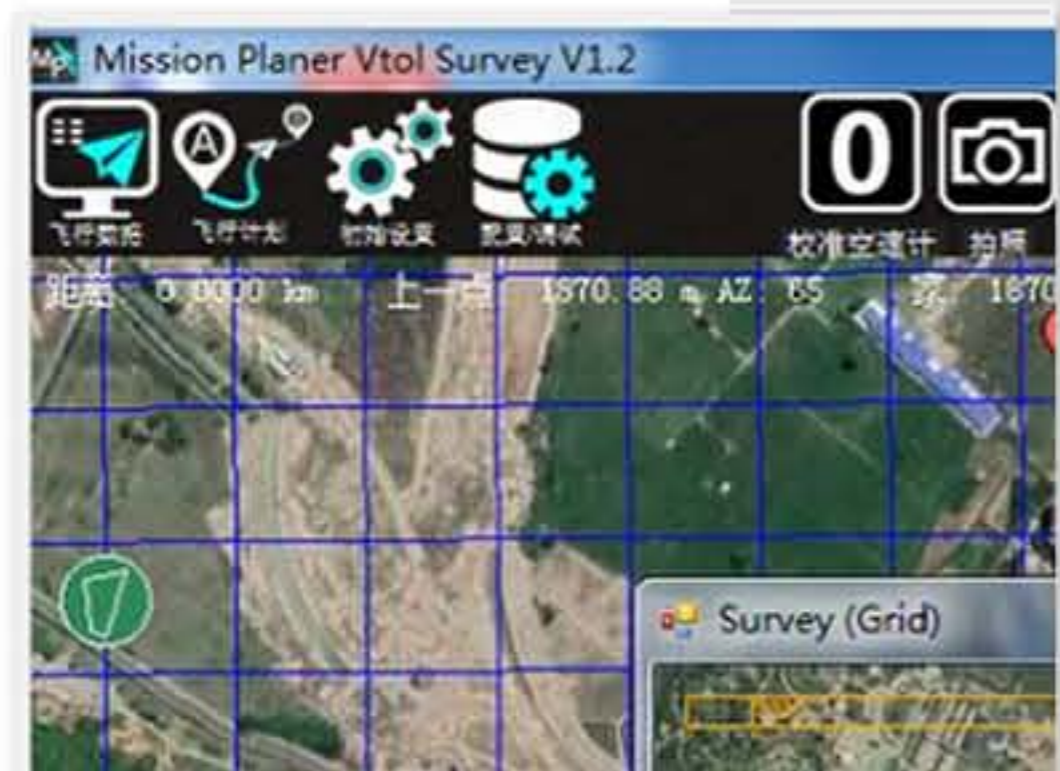 Mission Planer Vtol Survey V1.2
0
飞行数据 飞行计划 初始设置 配置/调试 校准空速计 拍照
距离: 0.0000 km 上一点: 1870.88 m AZ: 65 家: 1870
Survey (Grid)